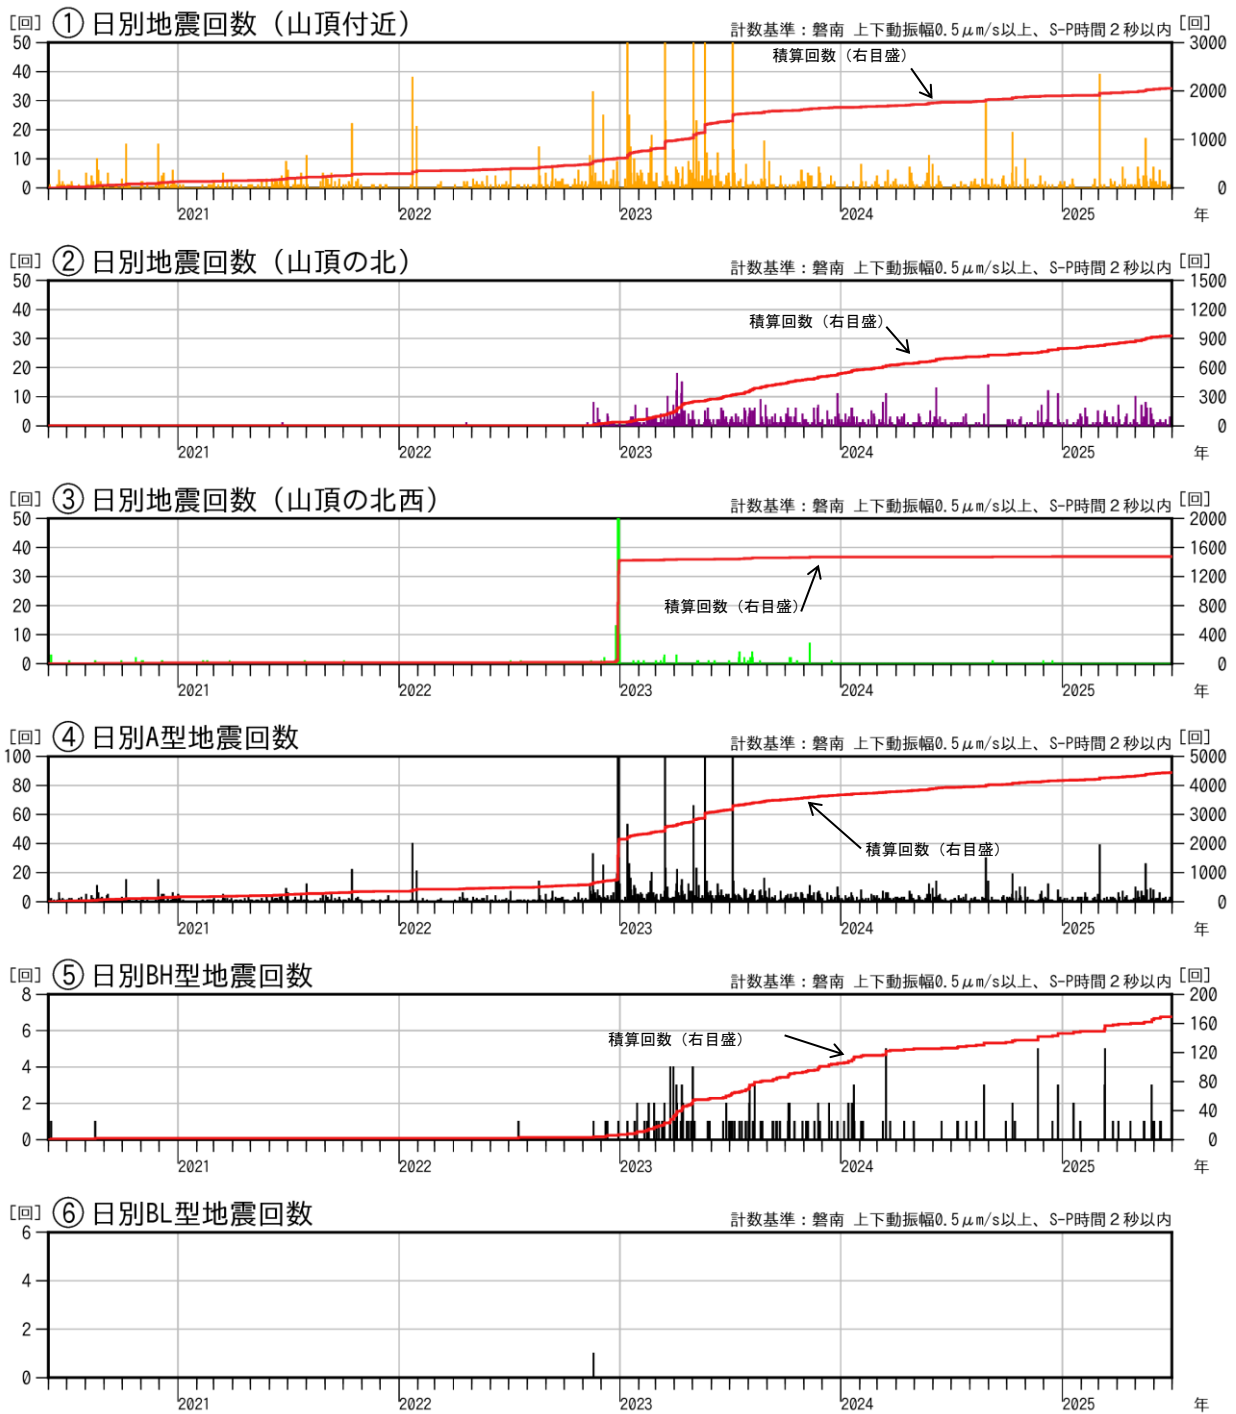 [回] ① 日別地震回数（山頂付近） 計数基準：磐南 上下動振幅0.5μm/s以上、S-P時間２秒以内 [回]
50 3000
積算回数（右目盛）
40 2000
30
20 1000
10
0 0
2021 2022 2023 2024 2025 年
[回] ② 日別地震回数（山頂の北） 計数基準：磐南 上下動振幅0.5μm/s以上、S-P時間２秒以内 [回]
50 1500
40 1200
積算回数（右目盛）
30 900
20 600
10 300
0 0
2021 2022 2023 2024 2025 年
[回] ③ 日別地震回数（山頂の北西） 計数基準：磐南 上下動振幅0.5μm/s以上、S-P時間２秒以内 [回]
50 2000
40 1600
30 1200
20 800
積算回数（右目盛）
10 400
0 0
2021 2022 2023 2024 2025 年
[回] ④ 日別A型地震回数 計数基準：磐南 上下動振幅0.5μm/s以上、S-P時間２秒以内 [回]
100 5000
80 4000
60 3000
40 2000
積算回数（右目盛）
20 1000
0 0
2021 2022 2023 2024 2025 年
[回] ⑤ 日別BH型地震回数 計数基準：磐南 上下動振幅0.5μm/s以上、S-P時間２秒以内 [回]
8 200
6 160
積算回数（右目盛）
4 120
80
2 40
0 0
2021 2022 2023 2024 2025 年
[回] ⑥ 日別BL型地震回数 計数基準：磐南 上下動振幅0.5μm/s以上、S-P時間２秒以内
6
4
2
0
2021 2022 2023 2024 2025 年